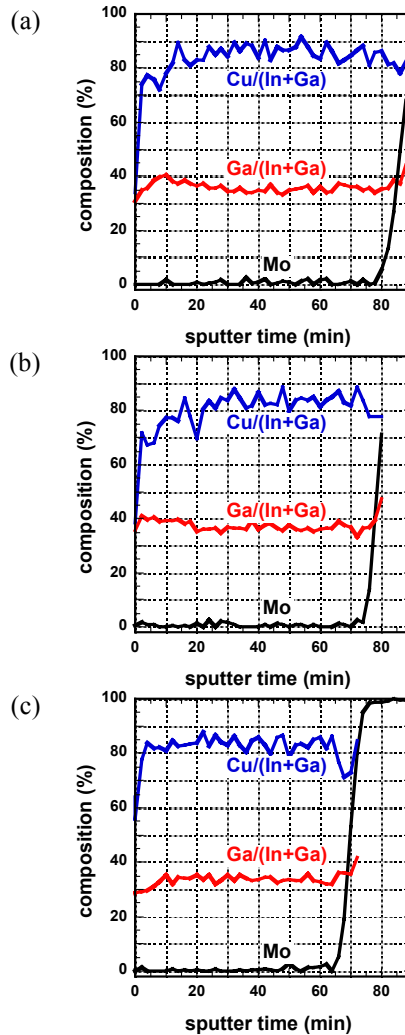 (a)
100
80
60
40
20
0
composition (%)
Cu/(In+Ga)
Ga/(In+Ga)
Mo
0 20 40 60 80
sputter time (min)
(b)
100
80
60
40
20
0
composition (%)
Cu/(In+Ga)
Ga/(In+Ga)
Mo
0 20 40 60 80
sputter time (min)
(c)
100
80
60
40
20
0
composition (%)
Cu/(In+Ga)
Ga/(In+Ga)
Mo
0 20 40 60 80
sputter time (min)